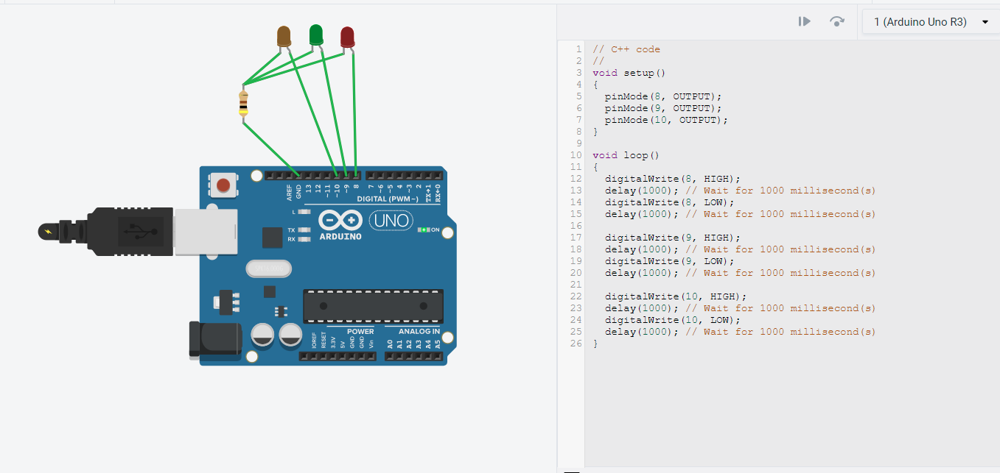 1 (Arduino Uno R3)
1 // C++ code
2 //
3 void setup()
4 {
5 pinMode(8, OUTPUT);
6 pinMode(9, OUTPUT);
7 pinMode(10, OUTPUT);
8 }
9
10 void loop()
11 {
12 digitalWrite(8, HIGH);
13 delay(1000); // Wait for 1000 millisecond(s)
14 digitalWrite(8, LOW);
15 delay(1000); // Wait for 1000 millisecond(s)
16
17 digitalWrite(9, HIGH);
18 delay(1000); // Wait for 1000 millisecond(s)
19 digitalWrite(9, LOW);
20 delay(1000); // Wait for 1000 millisecond(s)
21
22 digitalWrite(10, HIGH);
23 delay(1000); // Wait for 1000 millisecond(s)
24 digitalWrite(10, LOW);
25 delay(1000); // Wait for 1000 millisecond(s)
26 }
AREF GND 13 12 ~11 ~10 ~9 8 7 ~6 ~5 4 ~3 2 TX→1 RX←0
DIGITAL (PWM~)
L
TX
RX
ARDUINO
UNO
ON
POWER
ANALOG IN
IOREF RESET 3.3V 5V GND GND Vin A0 A1 A2 A3 A4 A5